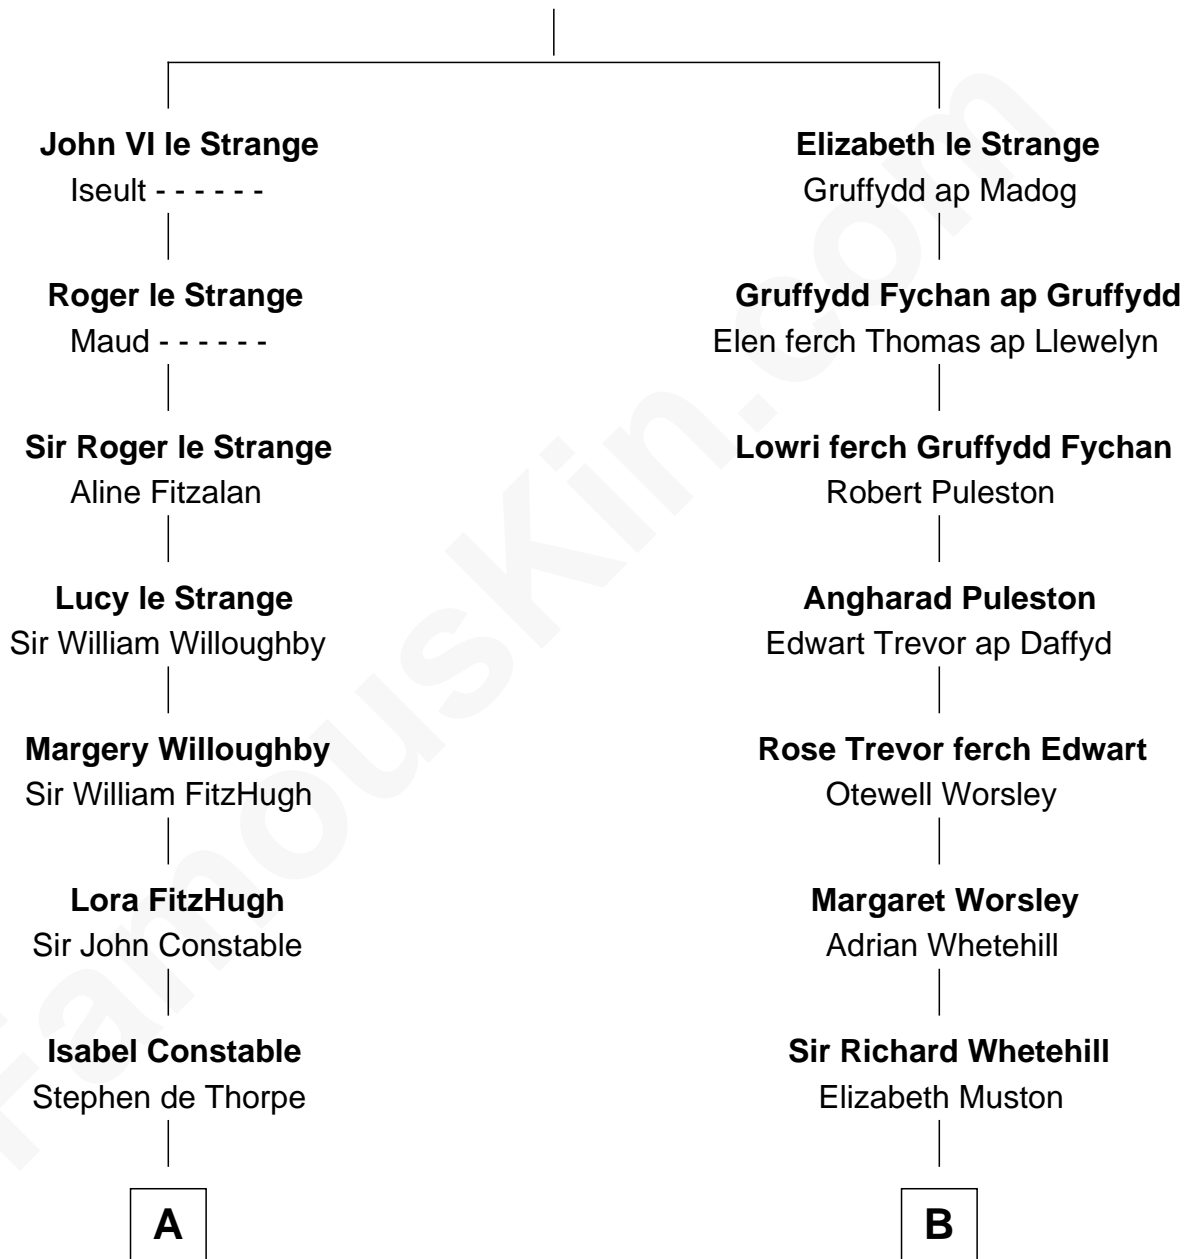 John VI le Strange
Iseult - - - - - -
Roger le Strange
Maud - - - - - -
Sir Roger le Strange
Aline Fitzalan
Lucy le Strange
Sir William Willoughby
Margery Willoughby
Sir William FitzHugh
Lora FitzHugh
Sir John Constable
Isabel Constable
Stephen de Thorpe
A
Elizabeth le Strange
Gruffydd ap Madog
Gruffydd Fychan ap Gruffydd
Elen ferch Thomas ap Llewelyn
Lowri ferch Gruffydd Fychan
Robert Puleston
Angharad Puleston
Edwart Trevor ap Daffyd
Rose Trevor ferch Edwart
Otewell Worsley
Margaret Worsley
Adrian Whetehill
Sir Richard Whetehill
Elizabeth Muston
B
FamousKin.com